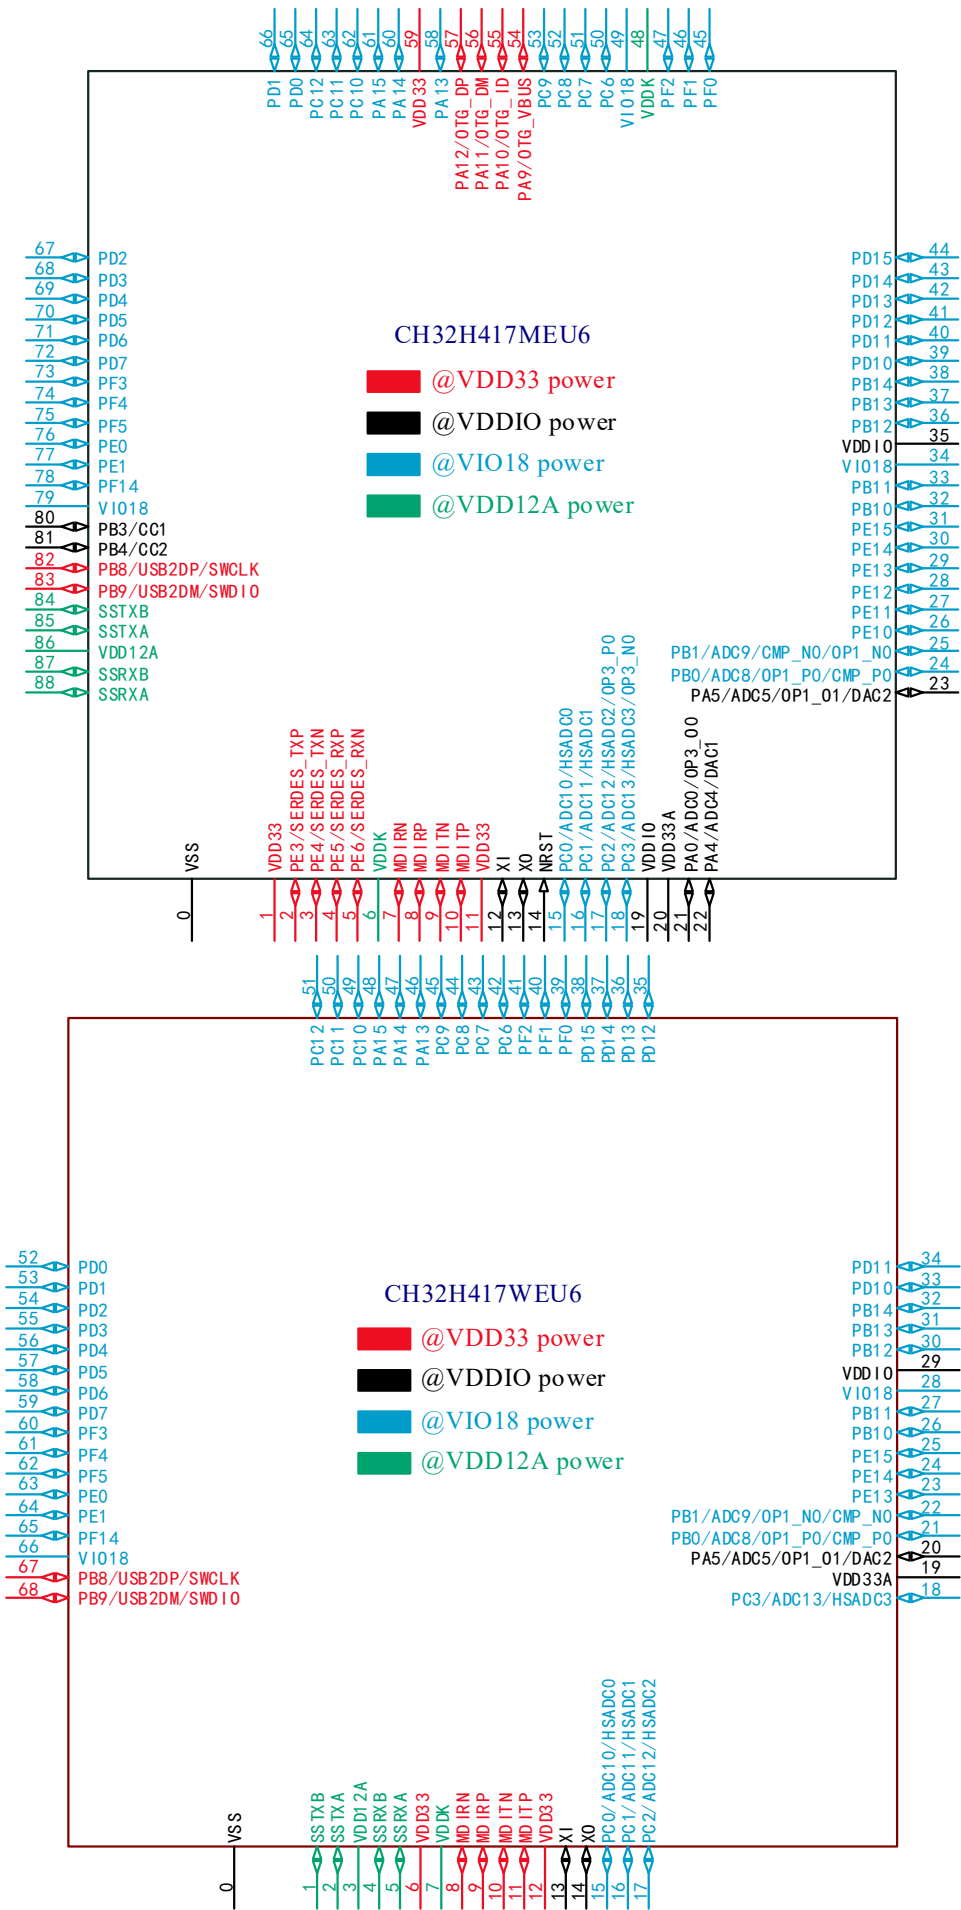 66 65 64 63 62 61 60 59 58 57 56 55 54 53 52 51 50 49 48 47 46 45
PD1 PD0 PC12 PC11 PC10 PA15 PA14 VDD33 PA13 PA12/OTG_DP PA11/OTG_DM PA10/OTG_ID PA9/OTG_VBUS PC9 PC8 PC7 PC6 VIO18 VDDK PF2 PF1 PF0
67 PD2
68 PD3
69 PD4
70 PD5
71 PD6
72 PD7
73 PF3
74 PF4
75 PF5
76 PE0
77 PE1
78 PF14
79 VIO18
80 PB3/CC1
81 PB4/CC2
82 PB8/USB2DP/SWCLK
83 PB9/USB2DM/SWDIO
84 SSTXB
85 SSTXA
86 VDD12A
87 SSRXB
88 SSRXA
CH32H417MEU6
@VDD33 power
@VDDIO power
@VIO18 power
@VDD12A power
PD15 44
PD14 43
PD13 42
PD12 41
PD11 40
PD10 39
PB14 38
PB13 37
PB12 36
VDDIO 35
VIO18 34
PB11 33
PB10 32
PE15 31
PE14 30
PE13 29
PE12 28
PE11 27
PE10 26
PB1/ADC9/CMP_N0/OP1_N0 25
PB0/ADC8/OP1_P0/CMP_P0 24
PA5/ADC5/OP1_O1/DAC2 23
VSS VDD33 PE3/SERDES_TXP PE4/SERDES_TXN PE5/SERDES_RXP PE6/SERDES_RXN VDDK MDIRN MDIRP MDITN MDITP VDD33 XI XO NRST PC0/ADC10/HSADC0 PC1/ADC11/HSADC1 PC2/ADC12/HSADC2/OP3_P0 PC3/ADC13/HSADC3/OP3_N0 VDDIO VDD33A PA0/ADC0/OP3_O0 PA4/ADC4/DAC1
0 1 2 3 4 5 6 7 8 9 10 11 12 13 14 15 16 17 18 19 20 21 22
51 50 49 48 47 46 45 44 43 42 41 40 39 38 37 36 35
PC12 PC11 PC10 PA15 PA14 PA13 PC9 PC8 PC7 PC6 PF2 PF1 PF0 PD15 PD14 PD13 PD12
52 PD0
53 PD1
54 PD2
55 PD3
56 PD4
57 PD5
58 PD6
59 PD7
60 PF3
61 PF4
62 PF5
63 PE0
64 PE1
65 PF14
66 VIO18
67 PB8/USB2DP/SWCLK
68 PB9/USB2DM/SWDIO
CH32H417WEU6
@VDD33 power
@VDDIO power
@VIO18 power
@VDD12A power
PD11 34
PD10 33
PB14 32
PB13 31
PB12 30
VDDIO 29
VIO18 28
PB11 27
PB10 26
PE15 25
PE14 24
PE13 23
PB1/ADC9/OP1_N0/CMP_N0 22
PB0/ADC8/OP1_P0/CMP_P0 21
PA5/ADC5/OP1_O1/DAC2 20
VDD33A 19
PC3/ADC13/HSADC3 18
VSS SSTXB SSTXA VDD12A SSRXB SSRXA VDD33 VDDK MDIRN MDIRP MDITN MDITP VDD33 XI XO PC0/ADC10/HSADC0 PC1/ADC11/HSADC1 PC2/ADC12/HSADC2
0 1 2 3 4 5 6 7 8 9 10 11 12 13 14 15 16 17